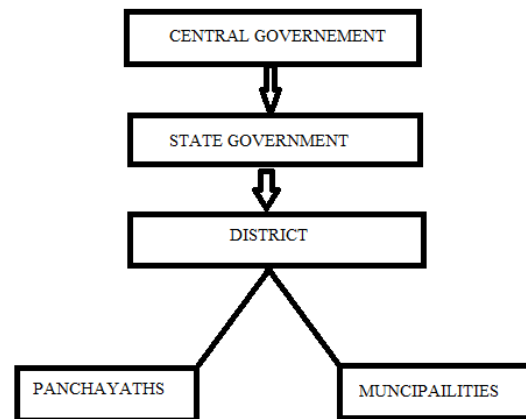 CENTRAL GOVERNEMENT
STATE GOVERNMENT
DISTRICT
PANCHAYATHS
MUNCIPAILITIES